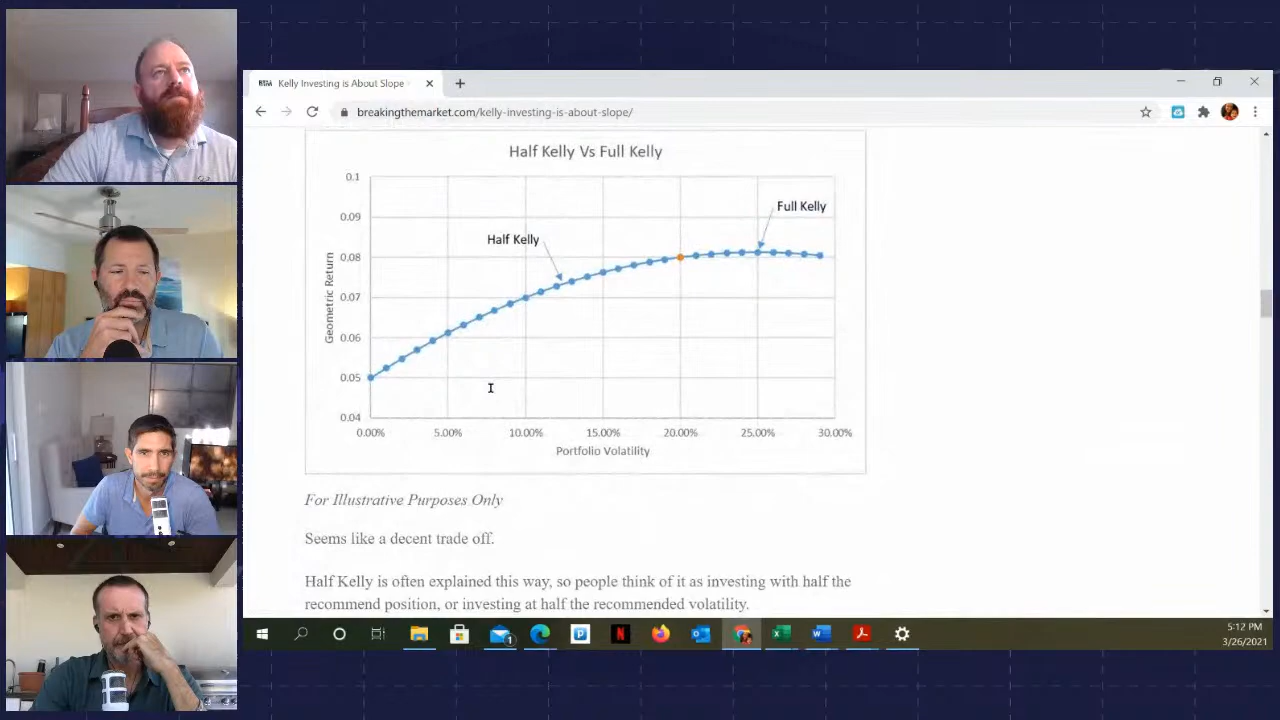 Kelly Investing is About Slope
breakingthemarket.com/kelly-investing-is-about-slope/
Half Kelly Vs Full Kelly
0.1
0.09
0.08
0.07
0.06
0.05
0.04
Geometric Return
Half Kelly
Full Kelly
0.00%
5.00%
10.00%
15.00%
20.00%
25.00%
30.00%
Portfolio Volatility
For Illustrative Purposes Only
Seems like a decent trade off.
Half Kelly is often explained this way, so people think of it as investing with half the
recommend position, or investing at half the recommended volatility.
1
5:12 PM
3/26/2021